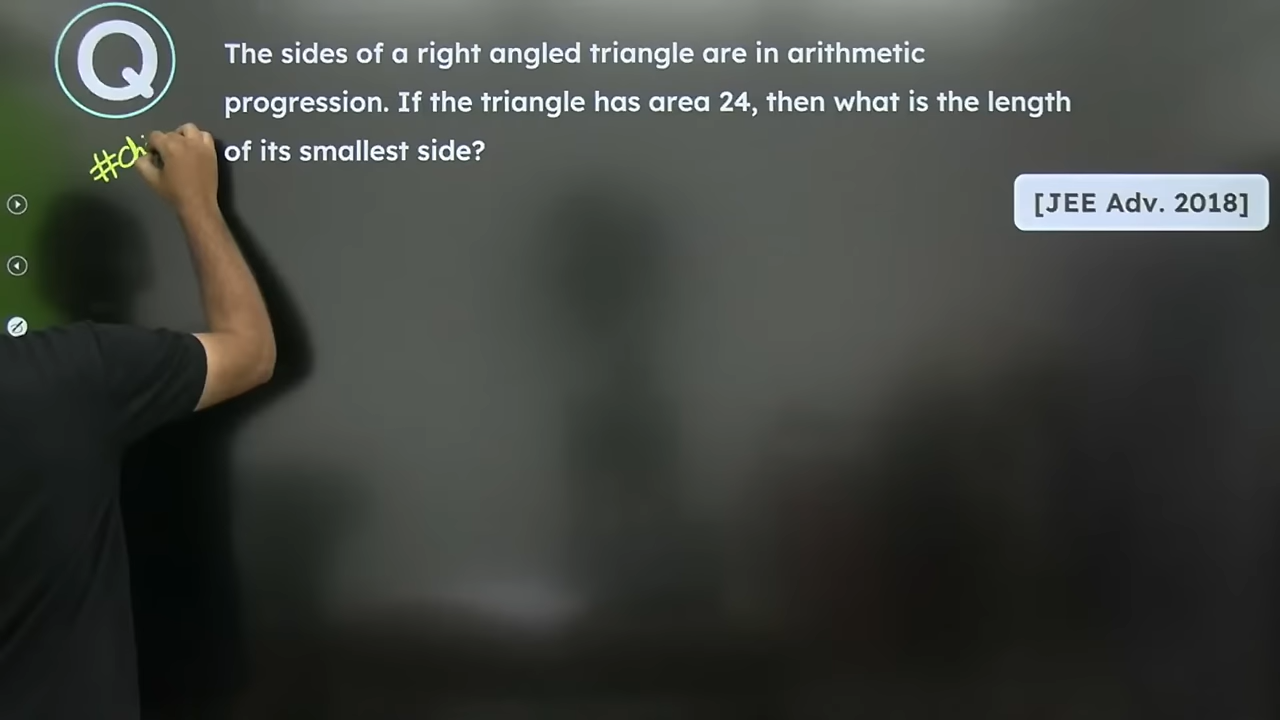 Q
The sides of a right angled triangle are in arithmetic
progression. If the triangle has area 24, then what is the length
of its smallest side?
[JEE Adv. 2018]